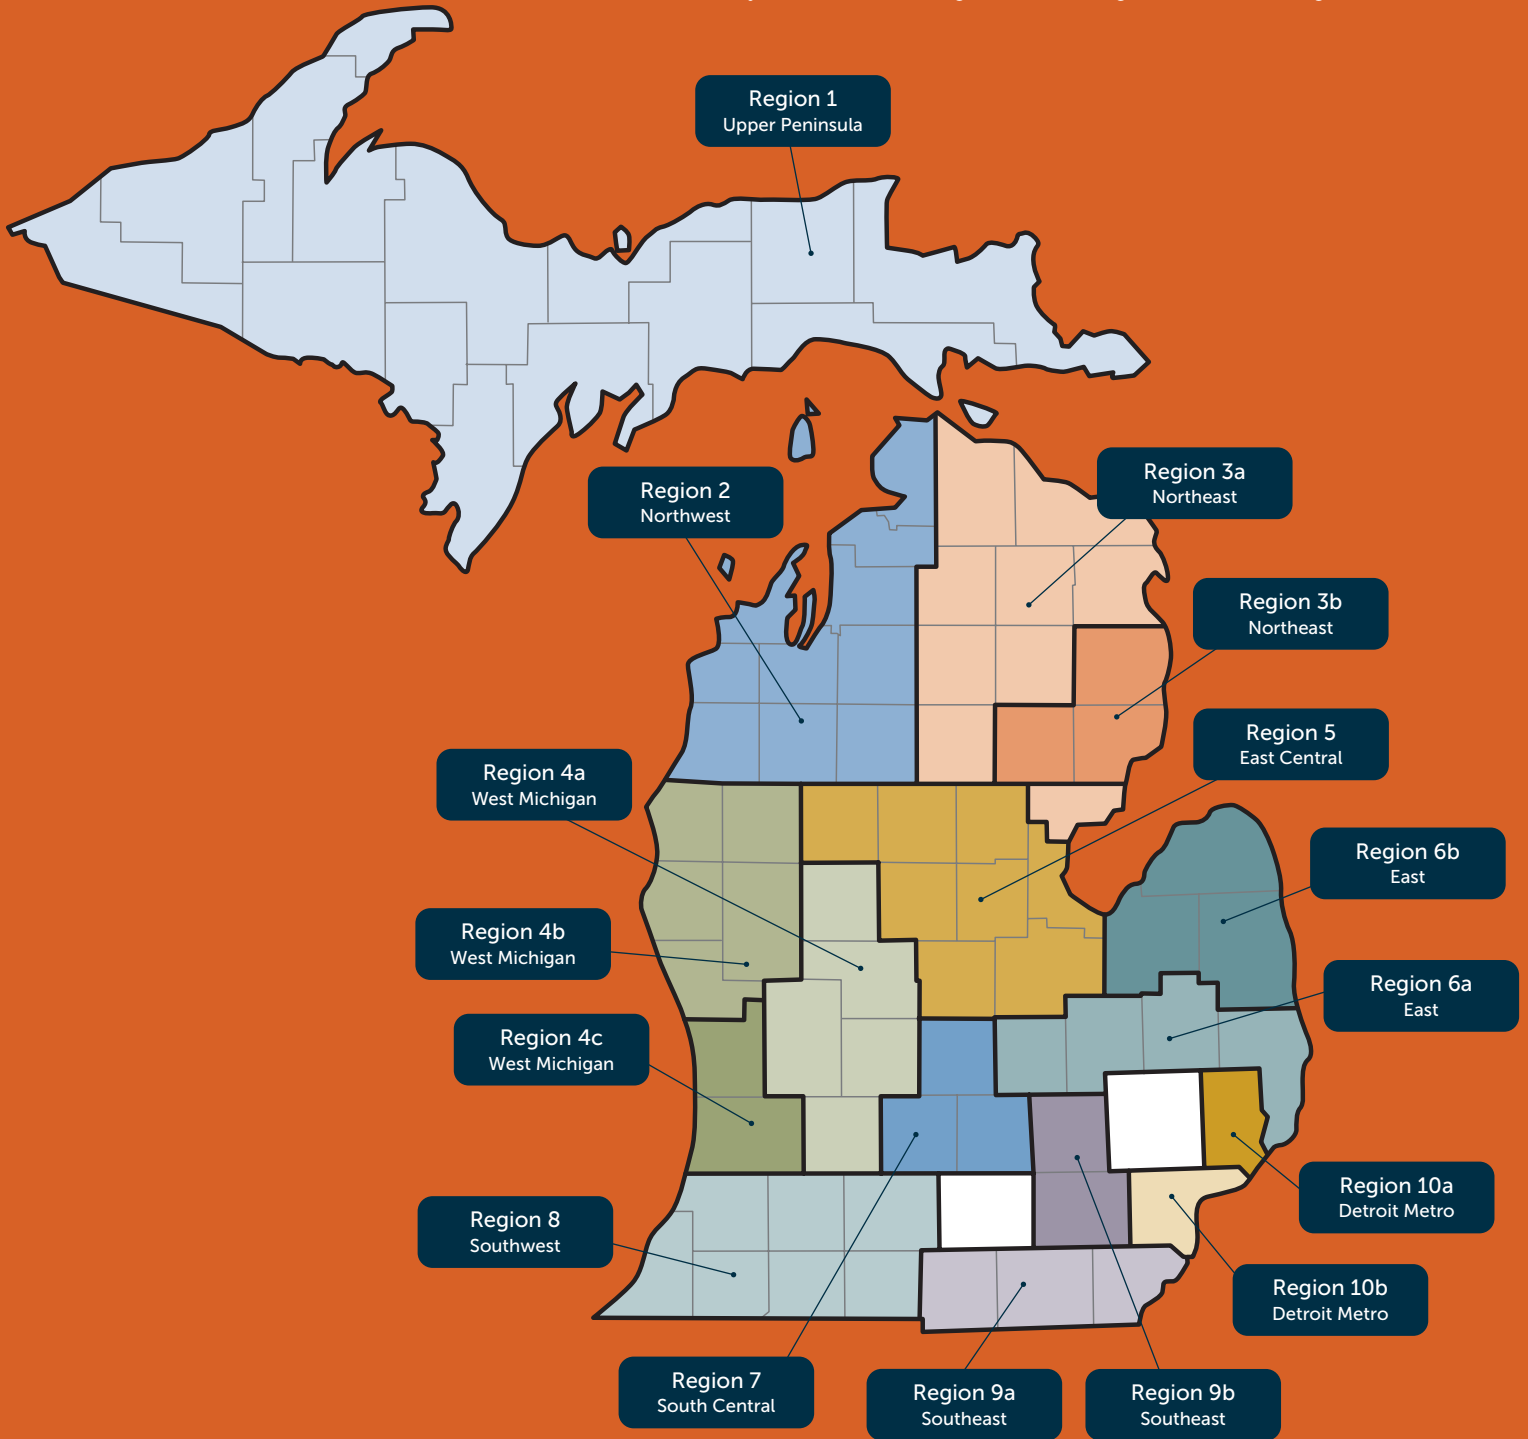 Region 1
Upper Peninsula
Region 3a
Northeast
Region 2
Northwest
Region 3b
Northeast
Region 5
East Central
Region 4a
West Michigan
Region 6b
East
Region 4b
West Michigan
Region 6a
East
Region 4c
West Michigan
Region 10a
Detroit Metro
Region 8
Southwest
Region 10b
Detroit Metro
Region 7
South Central
Region 9a
Southeast
Region 9b
Southeast